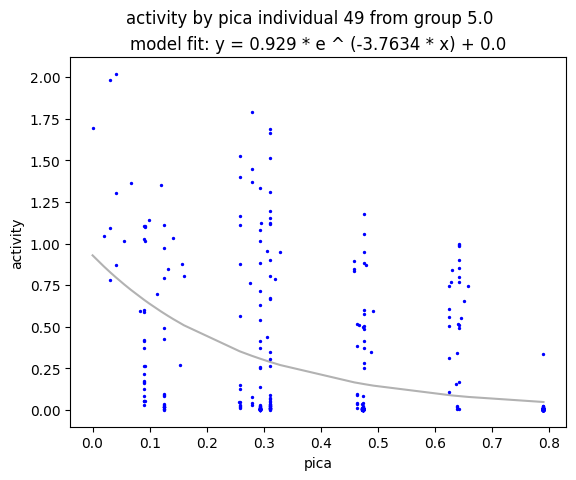 activity by pica individual 49 from group 5.0
model fit: y = 0.929 * e ^ (-3.7634 * x) + 0.0
2.00
1.75
1.50
1.25
1.00
0.75
0.50
0.25
0.00
activity
0.0 0.1 0.2 0.3 0.4 0.5 0.6 0.7 0.8
pica